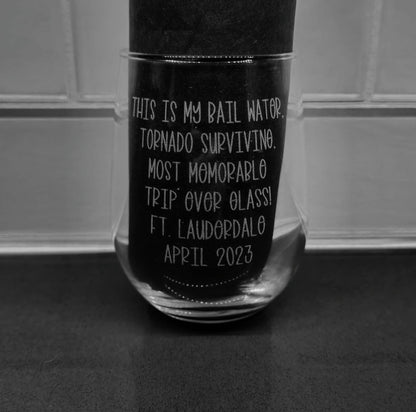 THIS IS MY BAIL WATER,
TORNADO SURVIVING,
MOST MEMORABLE
TRIP EVER GLASS!
FT. LAUDERDALE
APRIL 2023